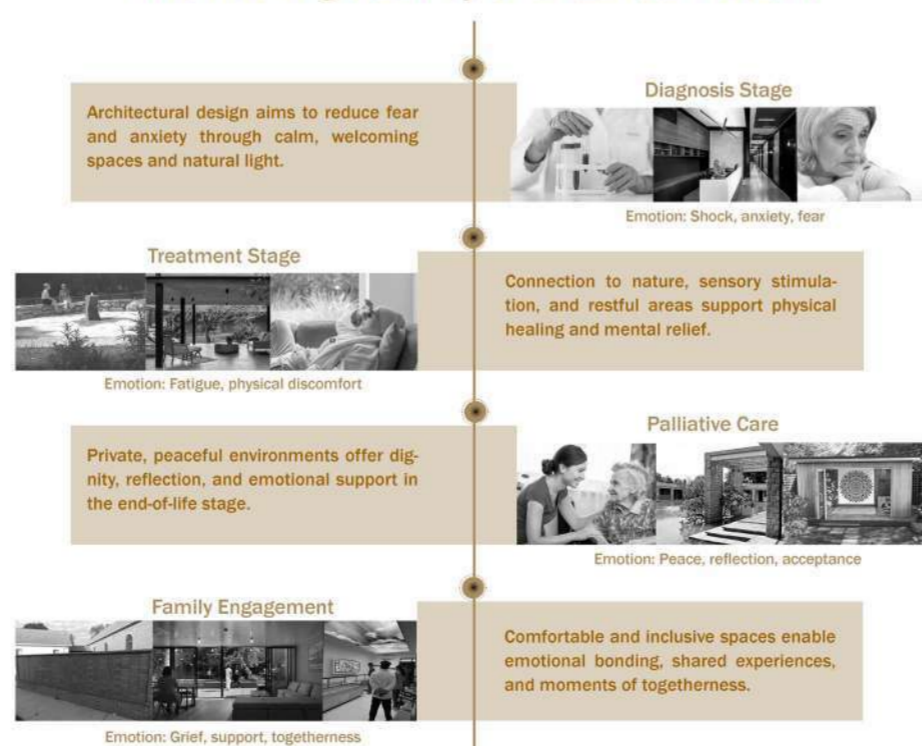 Diagnosis Stage
Architectural design aims to reduce fear
and anxiety through calm, welcoming
spaces and natural light.
Emotion: Shock, anxiety, fear
Treatment Stage
Connection to nature, sensory stimula-
tion, and restful areas support physical
healing and mental relief.
Emotion: Fatigue, physical discomfort
Palliative Care
Private, peaceful environments offer dig-
nity, reflection, and emotional support in
the end-of-life stage.
Emotion: Peace, reflection, acceptance
Family Engagement
Comfortable and inclusive spaces enable
emotional bonding, shared experiences,
and moments of togetherness.
Emotion: Grief, support, togetherness